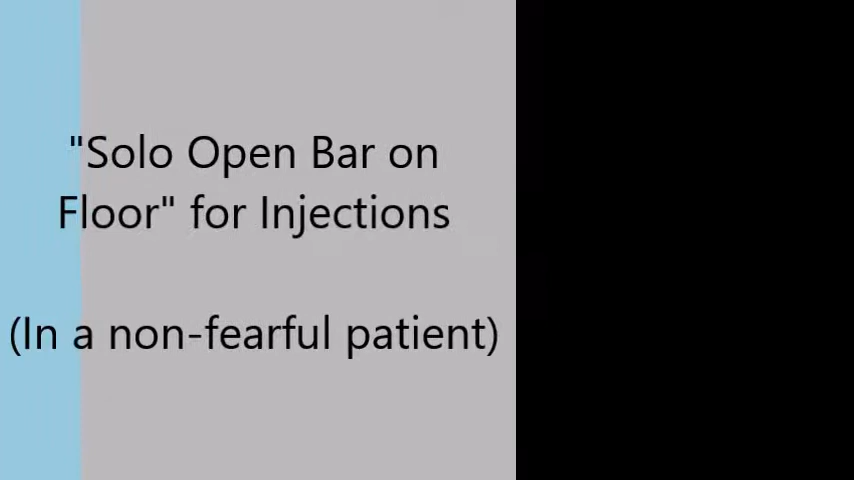 "Solo Open Bar on
Floor" for Injections
(In a non-fearful patient)